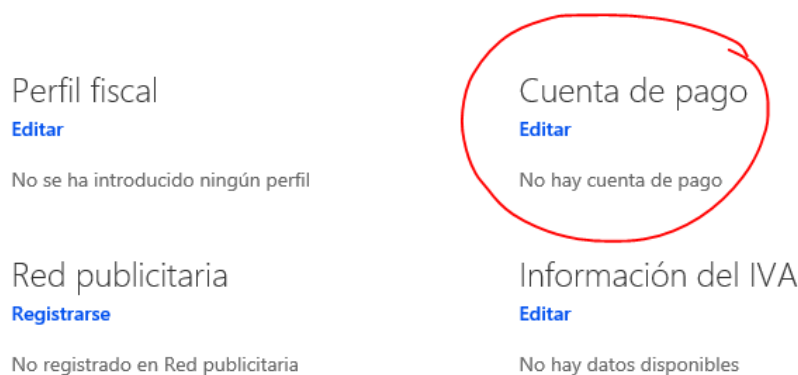 Perfil fiscal
Editar
No se ha introducido ningún perfil
Cuenta de pago
Editar
No hay cuenta de pago
Red publicitaria
Registrarse
No registrado en Red publicitaria
Información del IVA
Editar
No hay datos disponibles